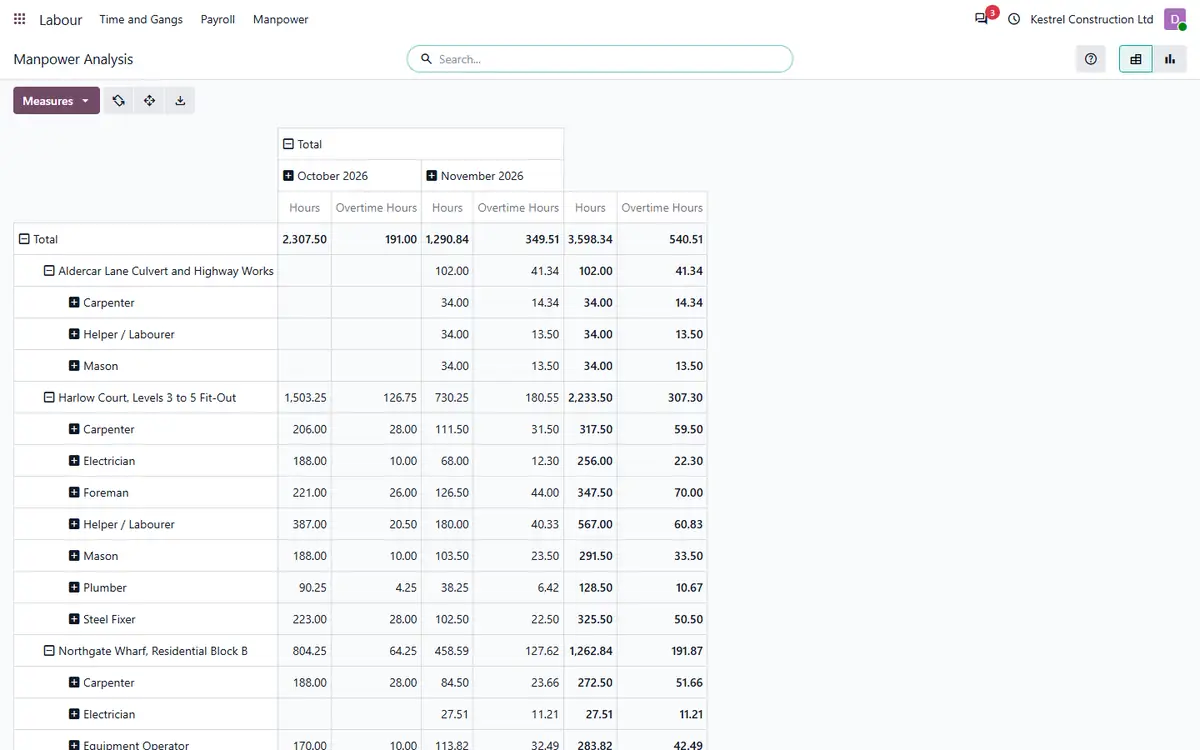 Labour Time and Gangs Payroll Manpower 3 Kestrel Construction Ltd D
Manpower Analysis Search...
Measures
Total
October 2026 November 2026
Hours Overtime Hours Hours Overtime Hours Hours Overtime Hours
Total 2,307.50 191.00 1,290.84 349.51 3,598.34 540.51
Aldercar Lane Culvert and Highway Works 102.00 41.34 102.00 41.34
Carpenter 34.00 14.34 34.00 14.34
Helper / Labourer 34.00 13.50 34.00 13.50
Mason 34.00 13.50 34.00 13.50
Harlow Court, Levels 3 to 5 Fit-Out 1,503.25 126.75 730.25 180.55 2,233.50 307.30
Carpenter 206.00 28.00 111.50 31.50 317.50 59.50
Electrician 188.00 10.00 68.00 12.30 256.00 22.30
Foreman 221.00 26.00 126.50 44.00 347.50 70.00
Helper / Labourer 387.00 20.50 180.00 40.33 567.00 60.83
Mason 188.00 10.00 103.50 23.50 291.50 33.50
Plumber 90.25 4.25 38.25 6.42 128.50 10.67
Steel Fixer 223.00 28.00 102.50 22.50 325.50 50.50
Northgate Wharf, Residential Block B 804.25 64.25 458.59 127.62 1,262.84 191.87
Carpenter 188.00 28.00 84.50 23.66 272.50 51.66
Electrician 27.51 11.21 27.51 11.21
Equipment Operator 170.00 10.00 113.82 32.49 283.82 42.49